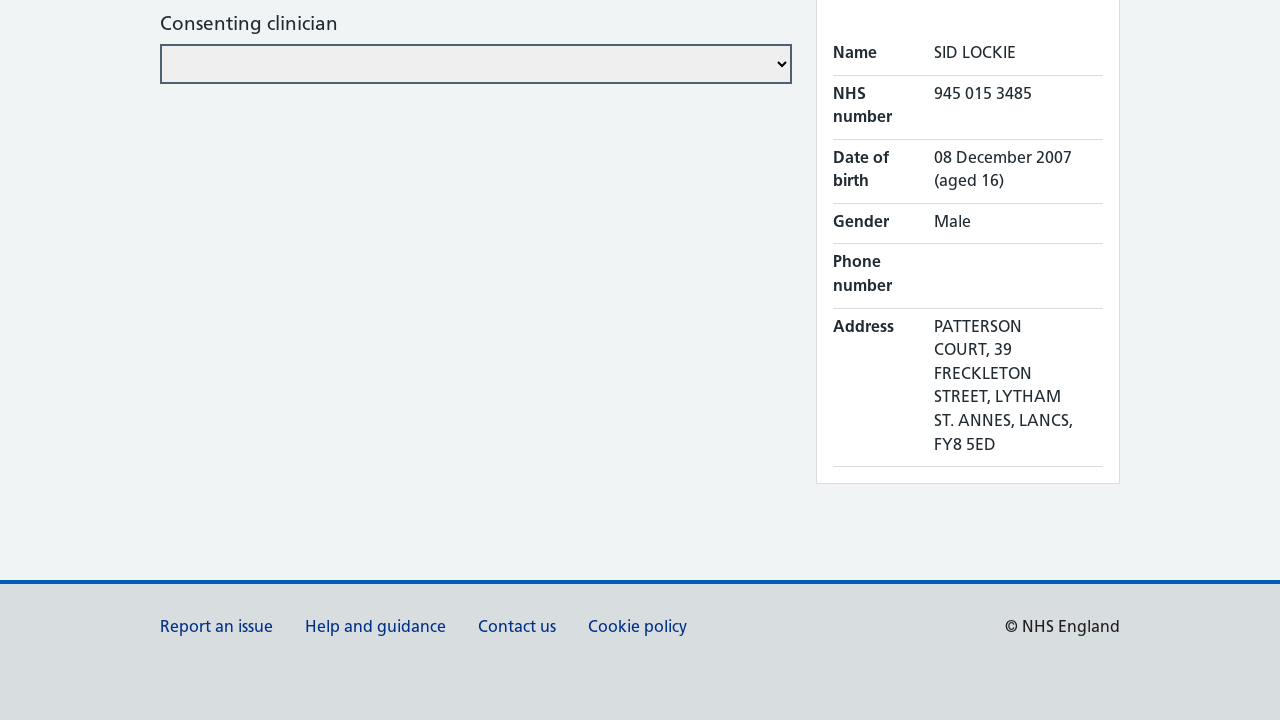 Consenting clinician
Name SID LOCKIE
NHS number 945 015 3485
Date of birth 08 December 2007 (aged 16)
Gender Male
Phone number
Address PATTERSON
COURT, 39
FRECKLETON
STREET, LYTHAM
ST. ANNES, LANCS,
FY8 5ED
Report an issue Help and guidance Contact us Cookie policy © NHS England